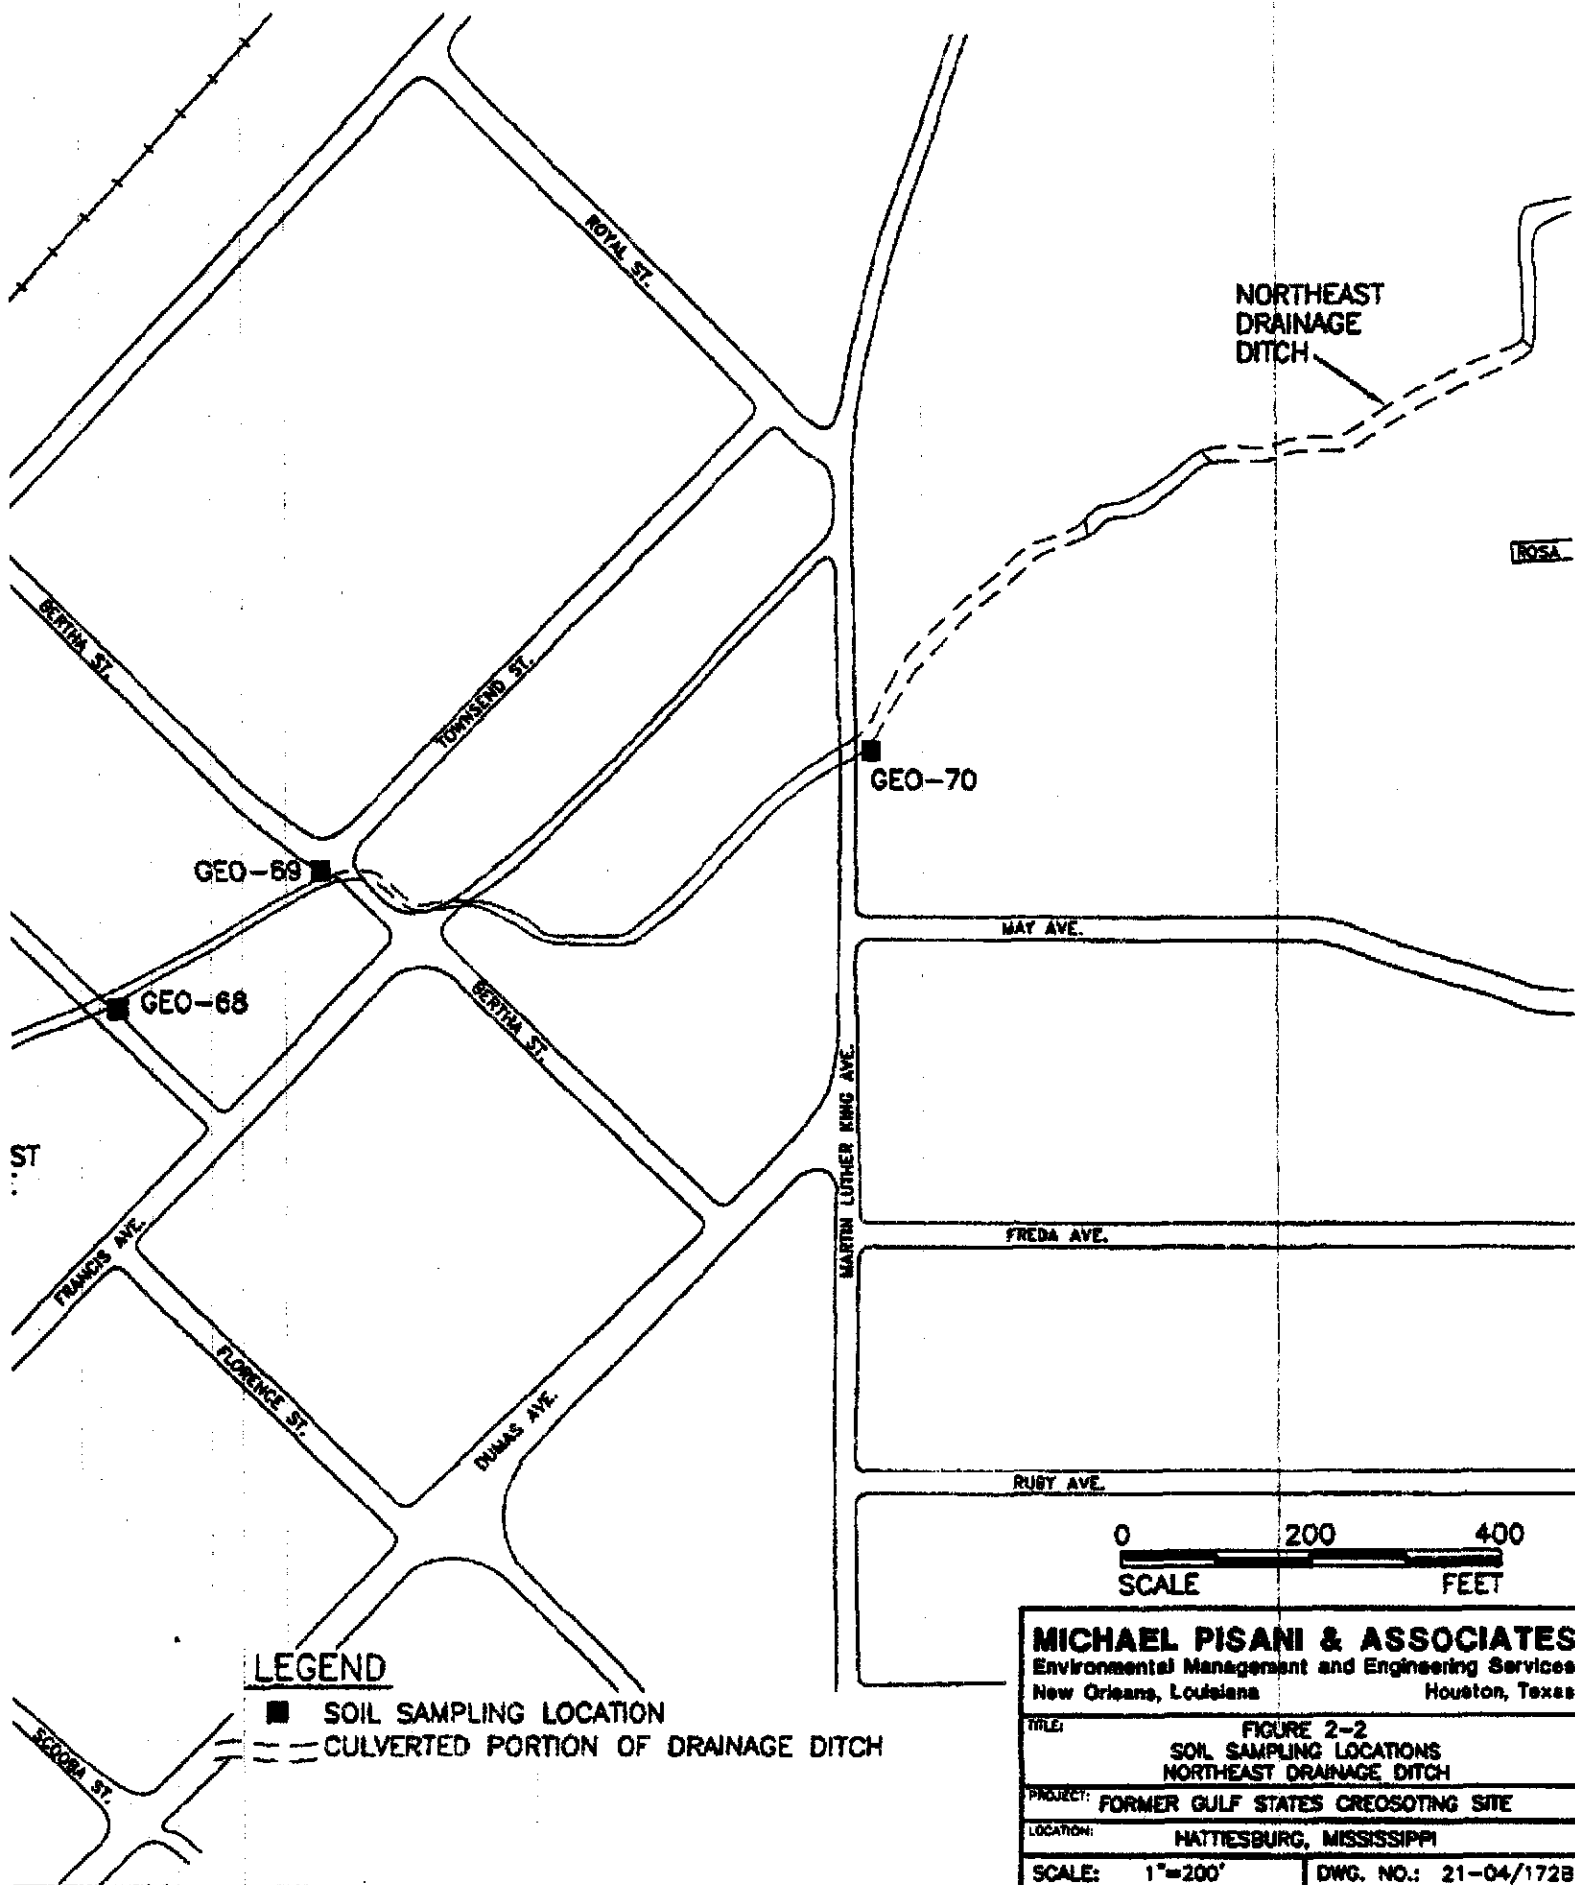 ROYAL ST.
NORTHEAST
DRAINAGE
DITCH
ROSA
BERTHA ST.
TOWNSEND ST.
GEO-70
GEO-69
MAY AVE.
GEO-68
BERTHA ST.
MARTIN LUTHER KING AVE.
ST
FRANCIS AVE.
FREDA AVE.
FLORENCE ST.
DUMAS AVE.
RUBY AVE.
0 200 400
SCALE FEET
LEGEND
SOIL SAMPLING LOCATION
CULVERTED PORTION OF DRAINAGE DITCH
SCOOBA ST.
MICHAEL PISANI & ASSOCIATES
Environmental Management and Engineering Services
New Orleans, Louisiana Houston, Texas
TITLE: FIGURE 2-2
SOIL SAMPLING LOCATIONS
NORTHEAST DRAINAGE DITCH
PROJECT: FORMER GULF STATES CREOSOTING SITE
LOCATION: HATTIESBURG, MISSISSIPPI
SCALE: 1"=200' DWG. NO.: 21-04/172B